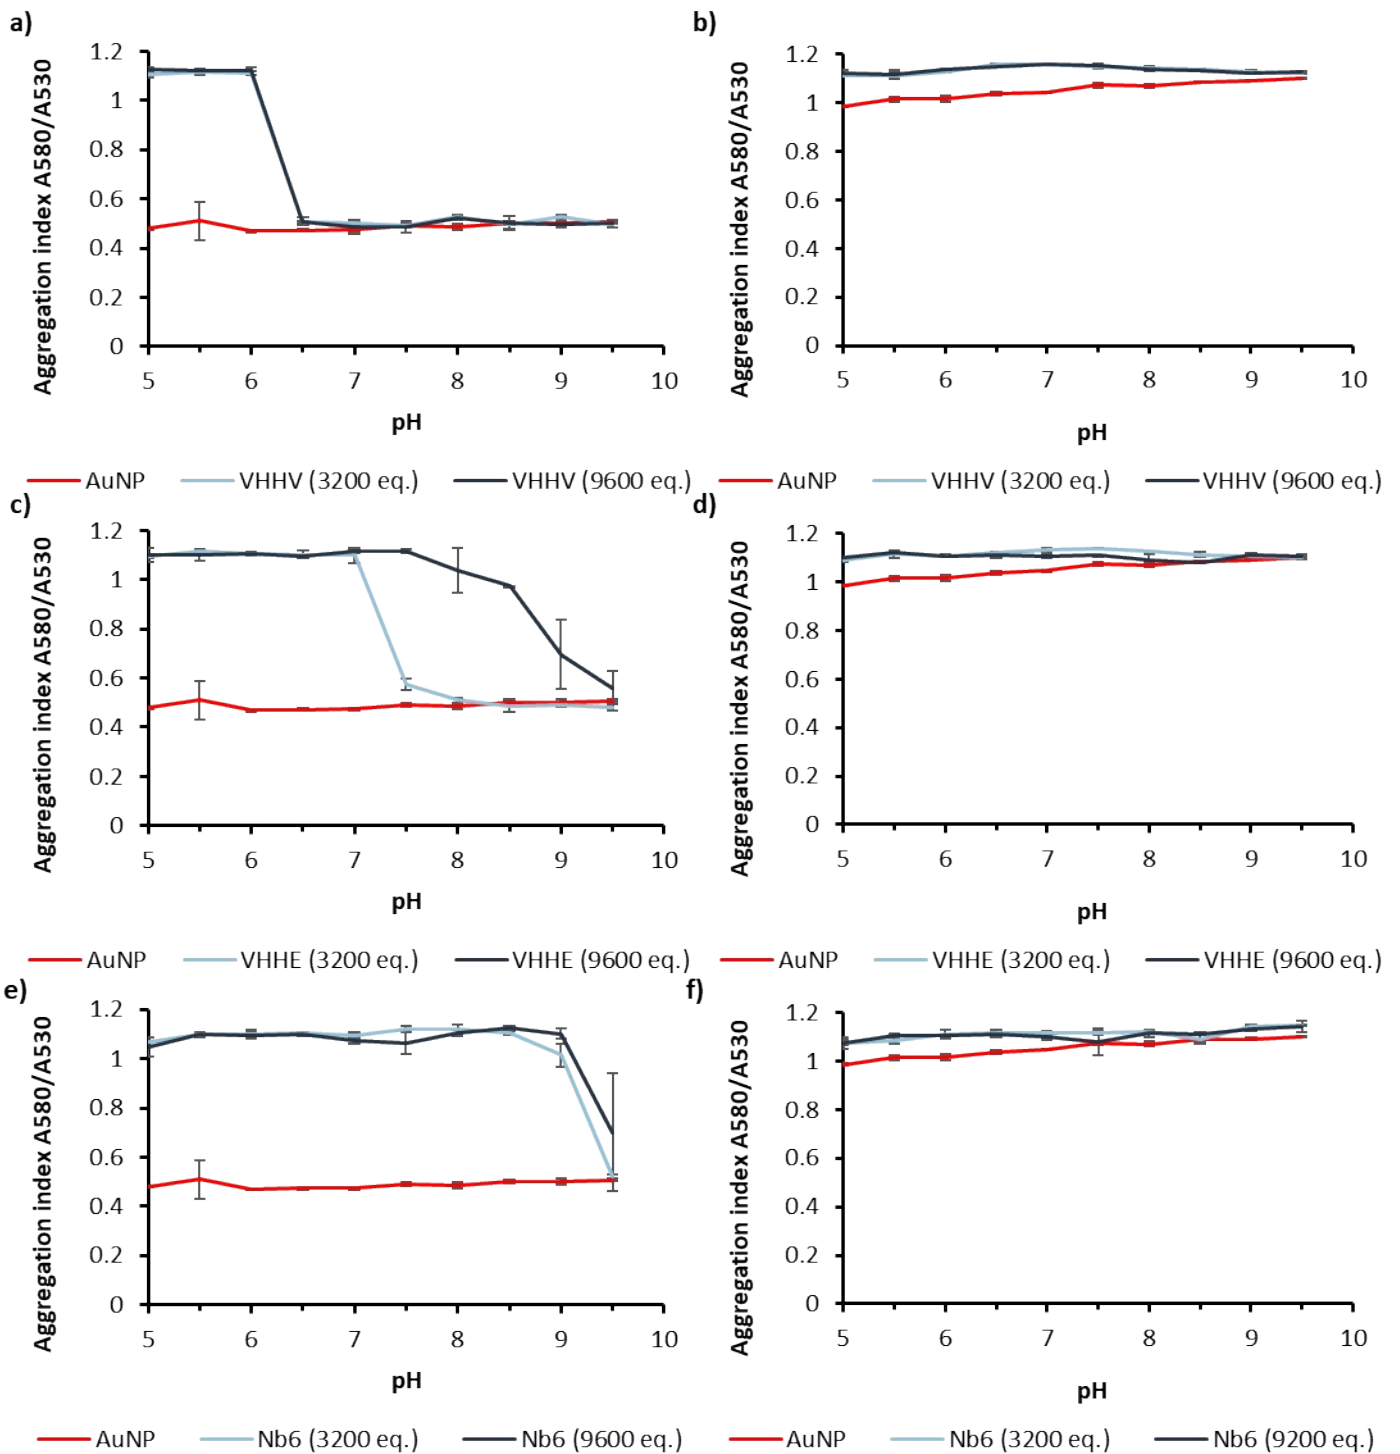 a)
Aggregation index A580/A530
1.2
1
0.8
0.6
0.4
0.2
0
5 6 7 8 9 10
pH
AuNP VHHV (3200 eq.) VHHV (9600 eq.)
b)
Aggregation index A580/A530
1.2
1
0.8
0.6
0.4
0.2
0
5 6 7 8 9 10
pH
AuNP VHHV (3200 eq.) VHHV (9600 eq.)
c)
Aggregation index A580/A530
1.2
1
0.8
0.6
0.4
0.2
0
5 6 7 8 9 10
pH
AuNP VHHE (3200 eq.) VHHE (9600 eq.)
d)
Aggregation index A580/A530
1.2
1
0.8
0.6
0.4
0.2
0
5 6 7 8 9 10
pH
AuNP VHHE (3200 eq.) VHHE (9600 eq.)
e)
Aggregation index A580/A530
1.2
1
0.8
0.6
0.4
0.2
0
5 6 7 8 9 10
pH
AuNP Nb6 (3200 eq.) Nb6 (9600 eq.)
f)
Aggregation index A580/A530
1.2
1
0.8
0.6
0.4
0.2
0
5 6 7 8 9 10
pH
AuNP Nb6 (3200 eq.) Nb6 (9200 eq.)